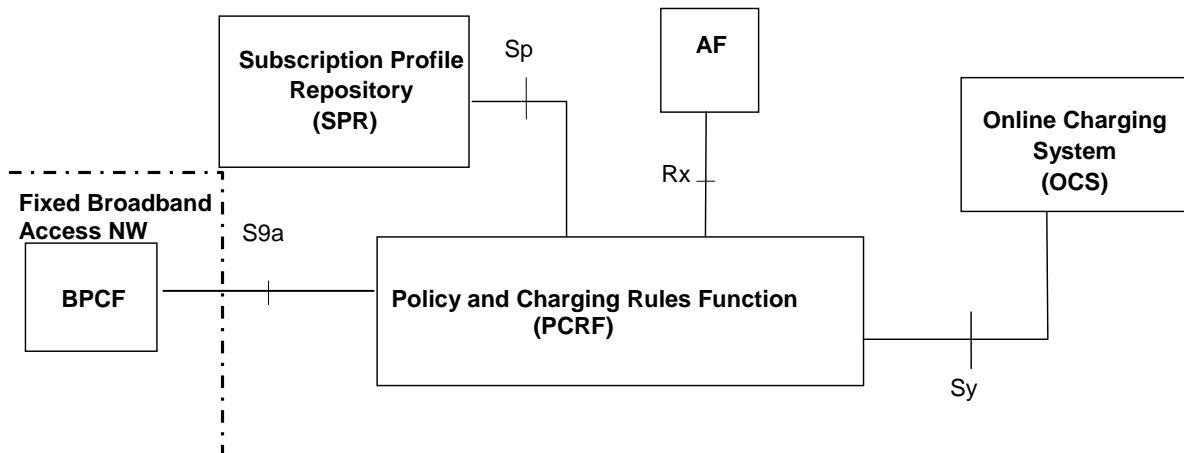 Subscription Profile
Repository
(SPR)
Sp
AF
Online Charging
System
(OCS)
Rx
Fixed Broadband
Access NW
S9a
BPCF
Policy and Charging Rules Function
(PCRF)
Sy